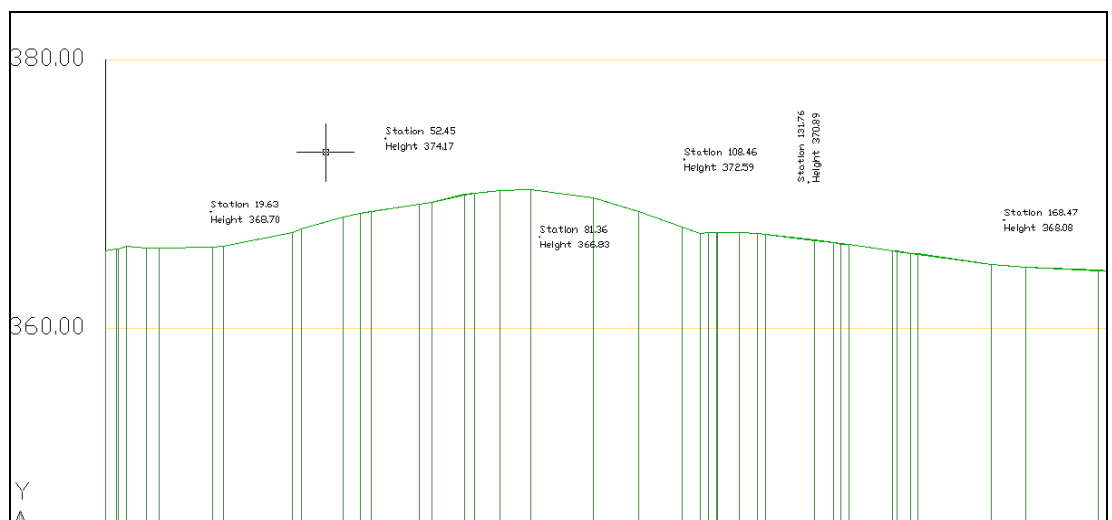 380.00
Station 52.45
Height 374.17
Station 108.46
Height 372.59
Station 131.76
Height 370.89
Station 19.63
Height 368.70
Station 81.36
Height 366.83
Station 168.47
Height 368.08
360.00
Y